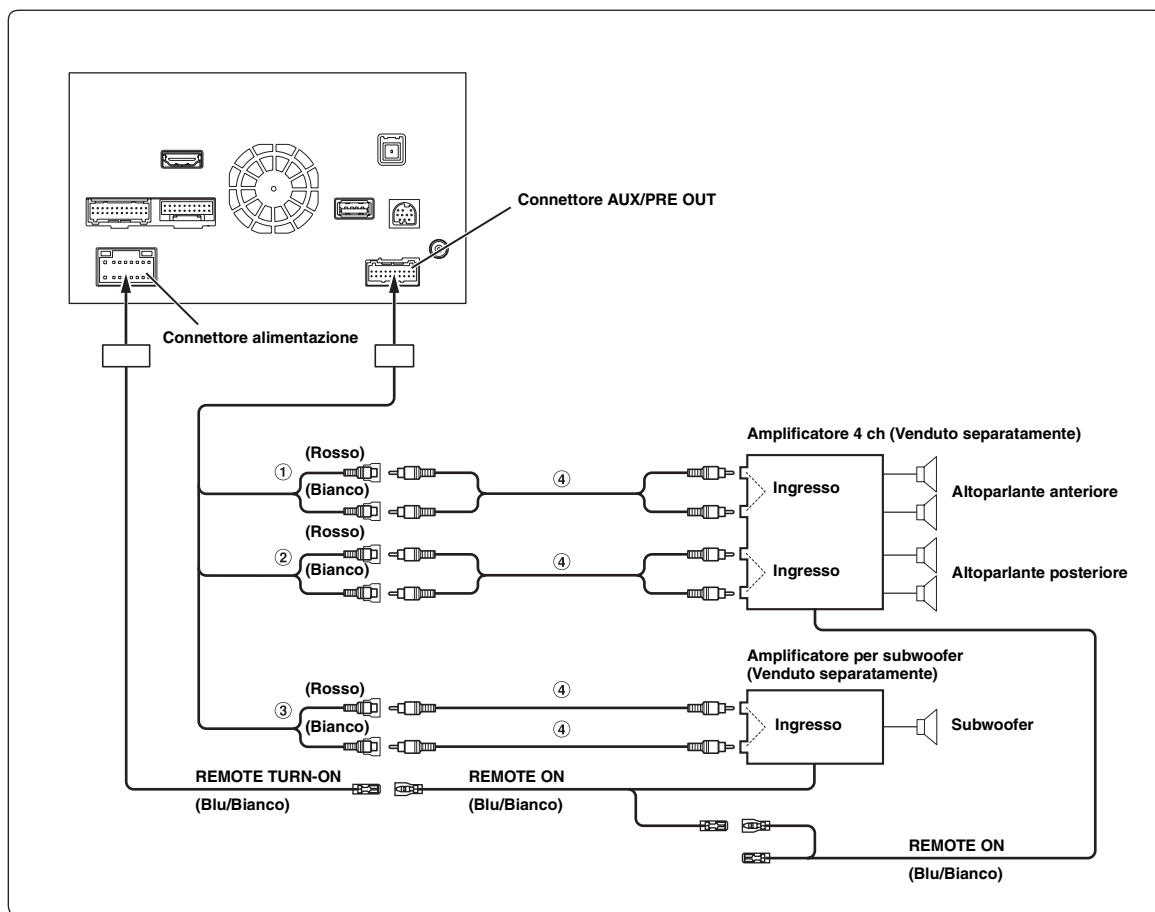 Connettore AUX/PRE OUT
Connettore alimentazione
Amplificatore 4 ch (Venduto separatamente)
(Rosso)
①
(Bianco)
④
Ingresso
Altoparlante anteriore
(Rosso)
②
(Bianco)
④
Ingresso
Altoparlante posteriore
Amplificatore per subwoofer
(Venduto separatamente)
(Rosso)
④
③
(Bianco)
④
Ingresso
Subwoofer
REMOTE TURN-ON
(Blu/Bianco)
REMOTE ON
(Blu/Bianco)
REMOTE ON
(Blu/Bianco)